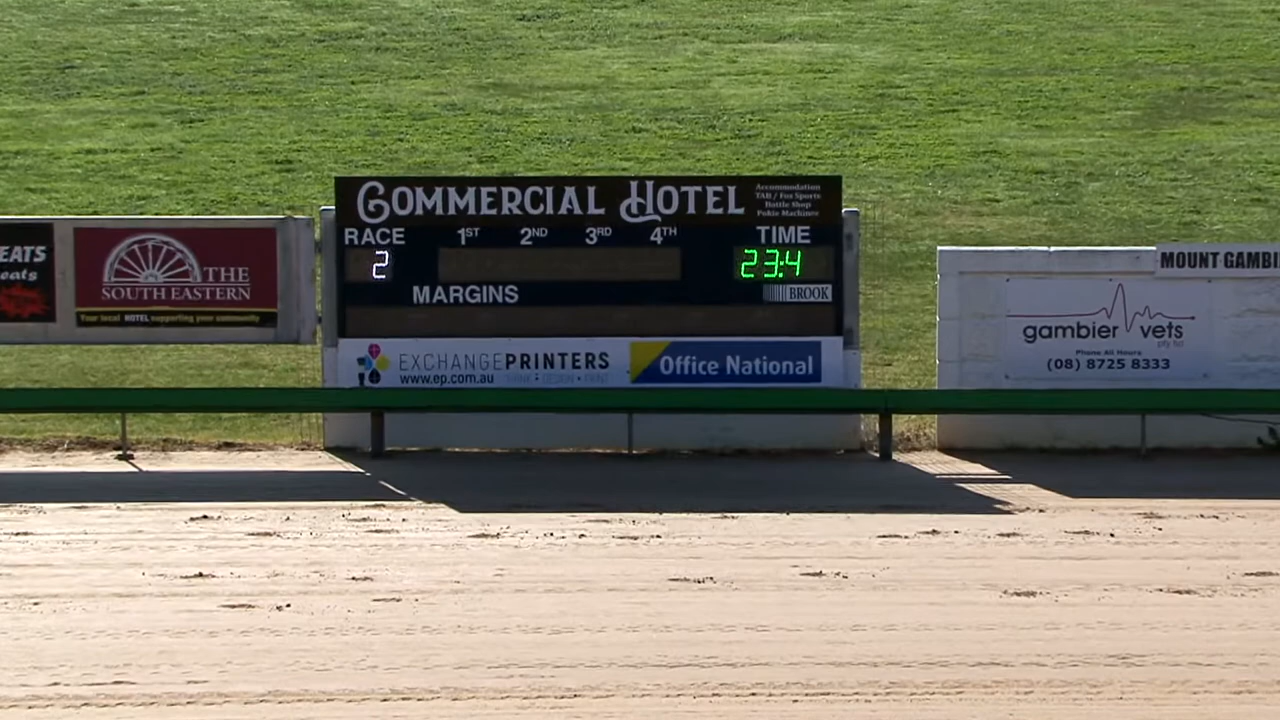 COMMERCIAL HOTEL
Accommodation
TAB / Fox Sports
Bottle Shop
Pokie Machines
RACE 1ST 2ND 3RD 4TH TIME
2 23:4
MARGINS
BROOK
EXCHANGEPRINTERS
www.ep.com.au
Office National
EATS
eats
THE
SOUTH EASTERN
Your local HOTEL supporting your community
MOUNT GAMBI
gambier vets
pty ltd
Phone All Hours
(08) 8725 8333